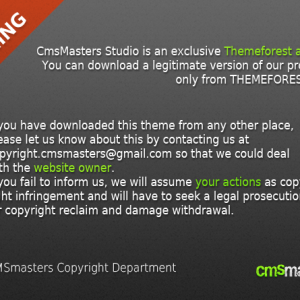 NING
CmsMasters Studio is an exclusive Themeforest a
You can download a legitimate version of our pr
only from THEMEFORES
you have downloaded this theme from any other place,
ease let us know about this by contacting us at
pyright.cmsmasters@gmail.com so that we could deal
th the website owner.
you fail to inform us, we will assume your actions as cop
ht infringement and will have to seek a legal prosecutio
r copyright reclaim and damage withdrawal.
MSmasters Copyright Department
cmsma